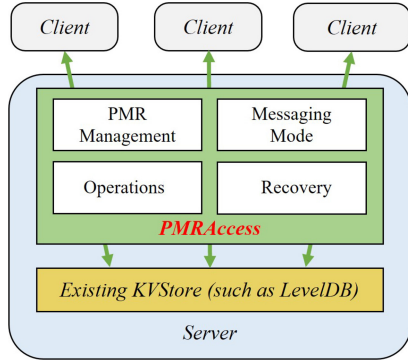 Client Client Client
PMR Messaging
Management Mode
Operations Recovery
PMRAccess
Existing KVStore (such as LevelDB)
Server